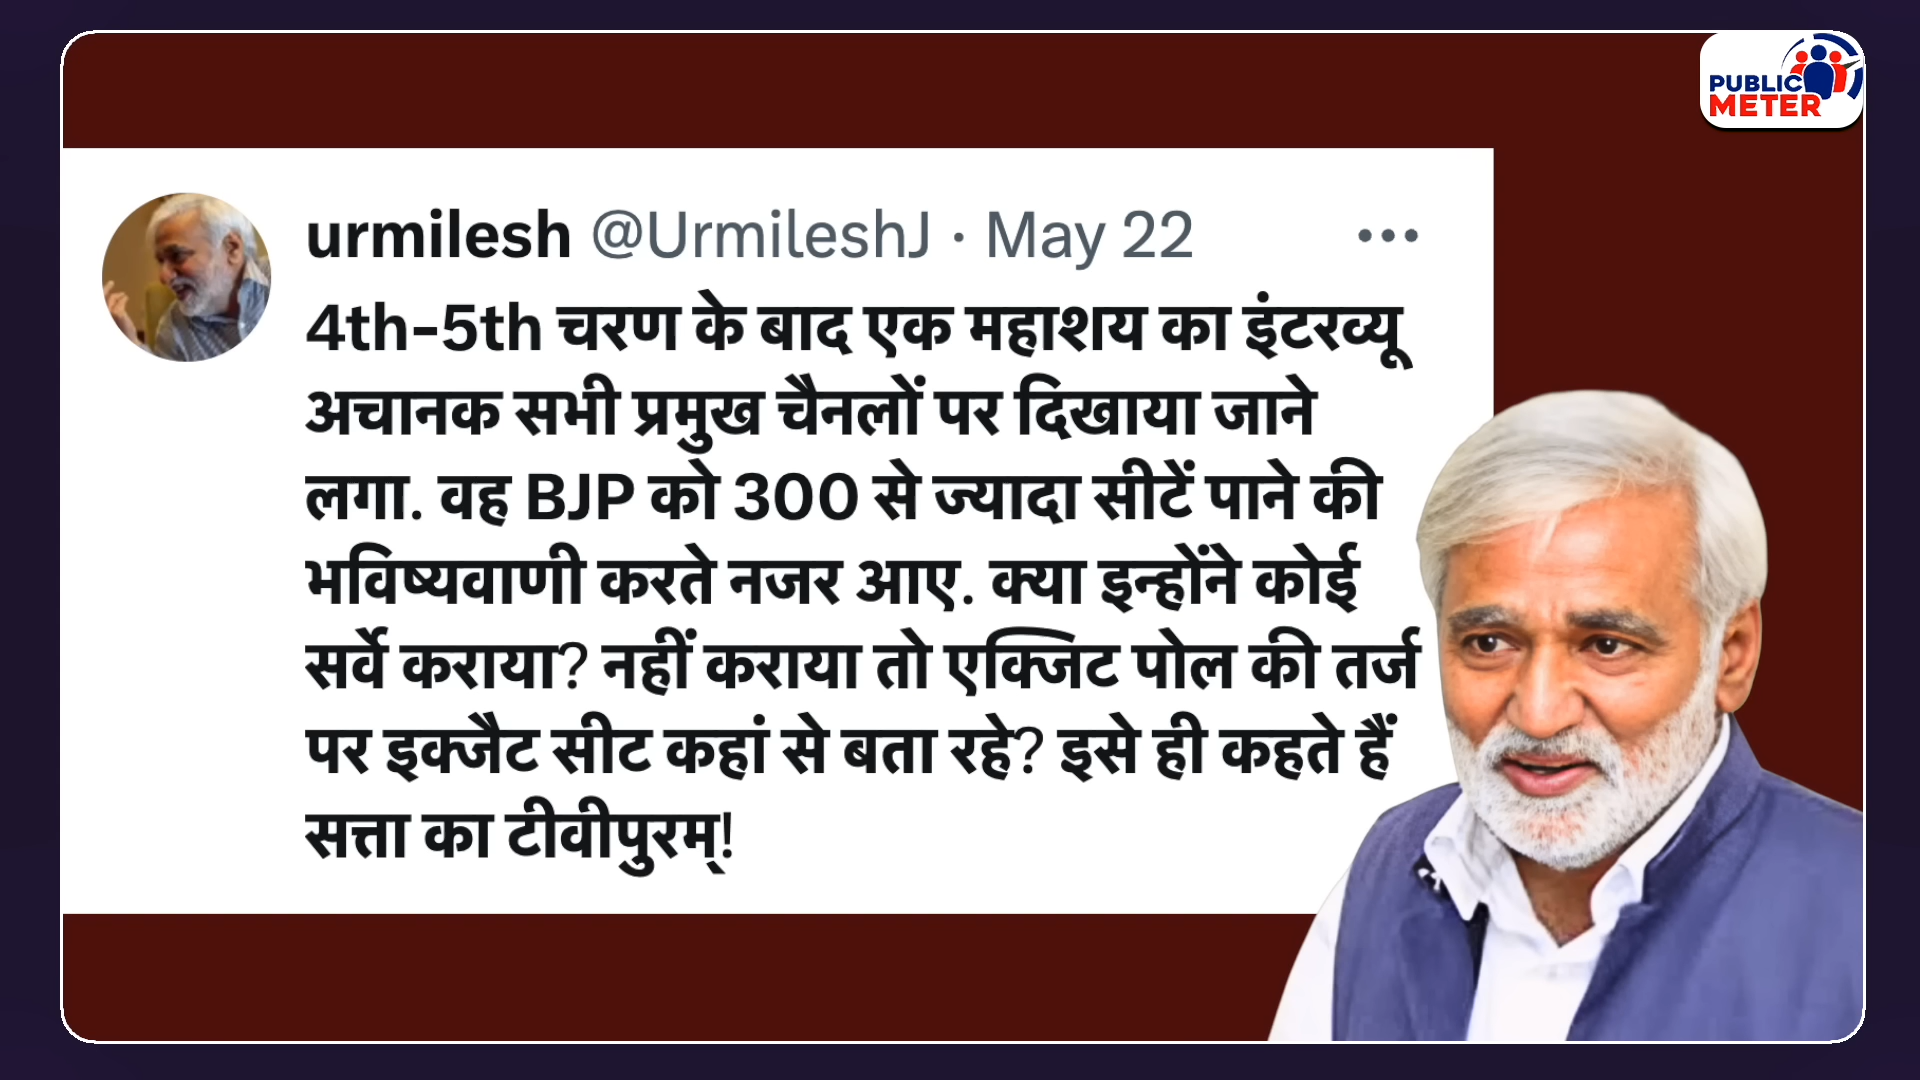 PUBLIC
METER
urmilesh @UrmileshJ · May 22
4th-5th चरण के बाद एक महाशय का इंटरव्यू
अचानक सभी प्रमुख चैनलों पर दिखाया जाने
लगा. वह BJP को 300 से ज्यादा सीटें पाने की
भविष्यवाणी करते नजर आए. क्या इन्होंने कोई
सर्वे कराया? नहीं कराया तो एक्जिट पोल की तर्ज
पर इक्जैट सीट कहां से बता रहे? इसे ही कहते हैं
सत्ता का टीवीपुरम्!